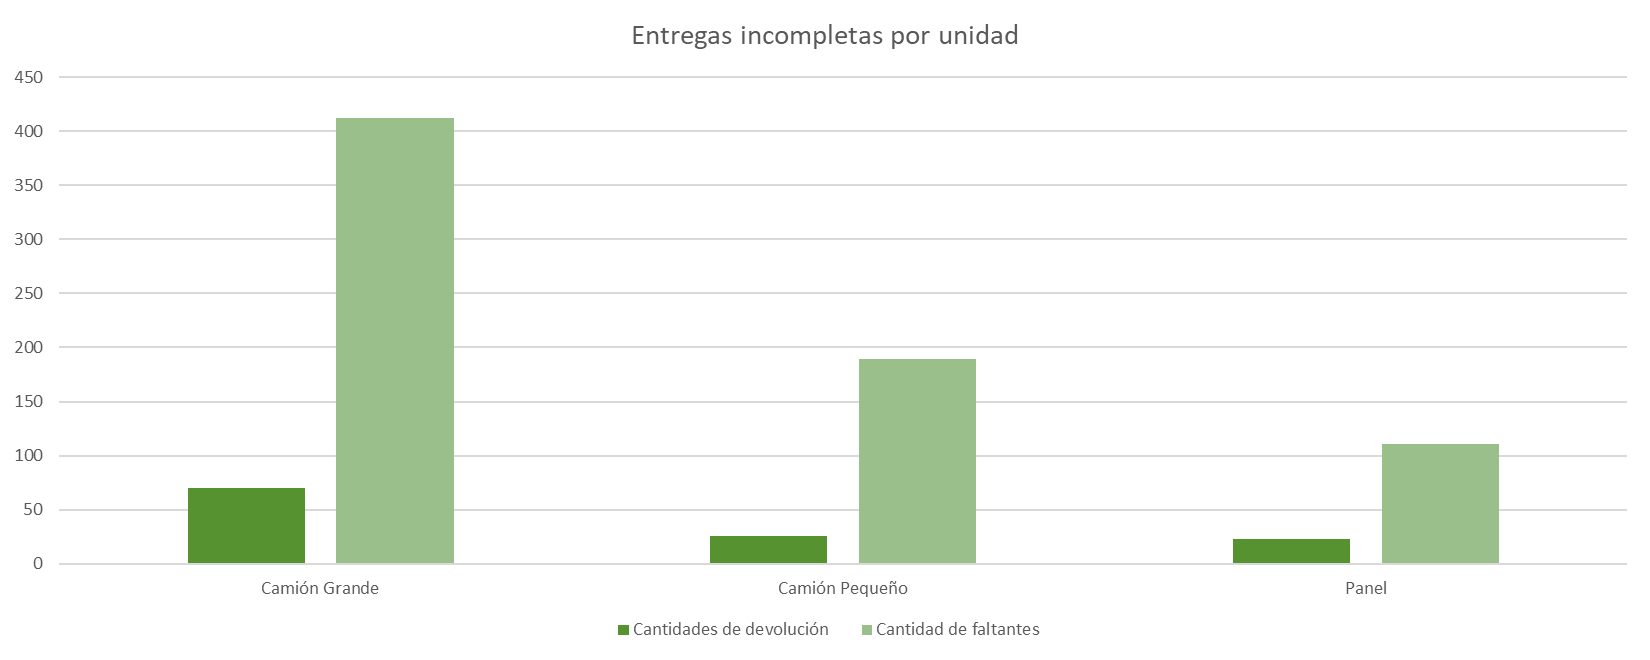 Entregas incompletas por unidad
450
400
350
300
250
200
150
100
50
0
Camión Grande
Camión Pequeño
Panel
Cantidades de devolución
Cantidad de faltantes